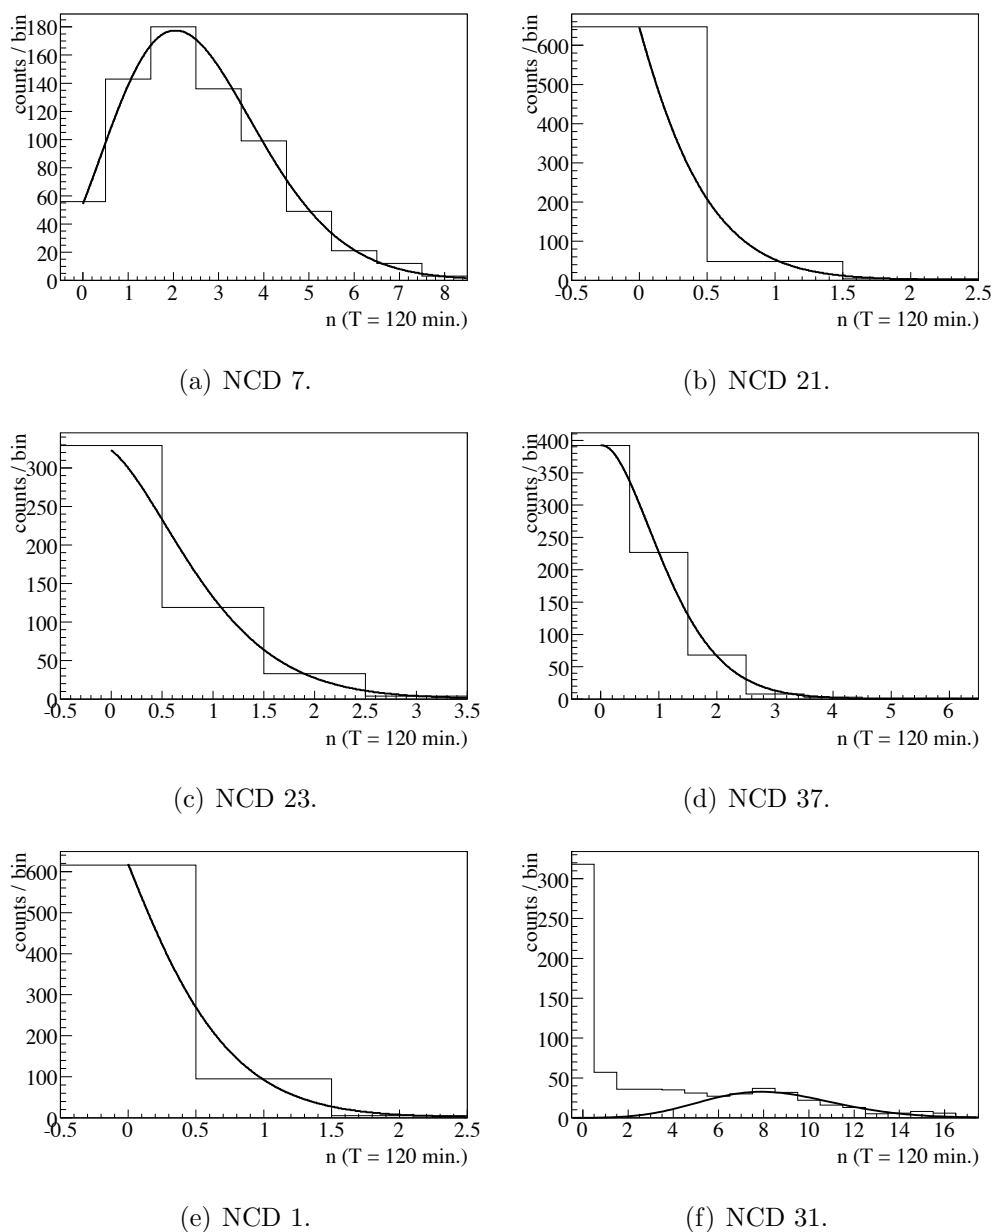 counts / bin
180
160
140
120
100
80
60
40
20
0
0 1 2 3 4 5 6 7 8
n (T = 120 min.)
(a) NCD 7.
counts / bin
600
500
400
300
200
100
0
-0.5 0 0.5 1 1.5 2 2.5
n (T = 120 min.)
(b) NCD 21.
counts / bin
300
250
200
150
100
50
0
-0.5 0 0.5 1 1.5 2 2.5 3 3.5
n (T = 120 min.)
(c) NCD 23.
counts / bin
400
350
300
250
200
150
100
50
0
0 1 2 3 4 5 6
n (T = 120 min.)
(d) NCD 37.
counts / bin
600
500
400
300
200
100
0
-0.5 0 0.5 1 1.5 2 2.5
n (T = 120 min.)
(e) NCD 1.
counts / bin
300
250
200
150
100
50
0
0 2 4 6 8 10 12 14 16
n (T = 120 min.)
(f) NCD 31.